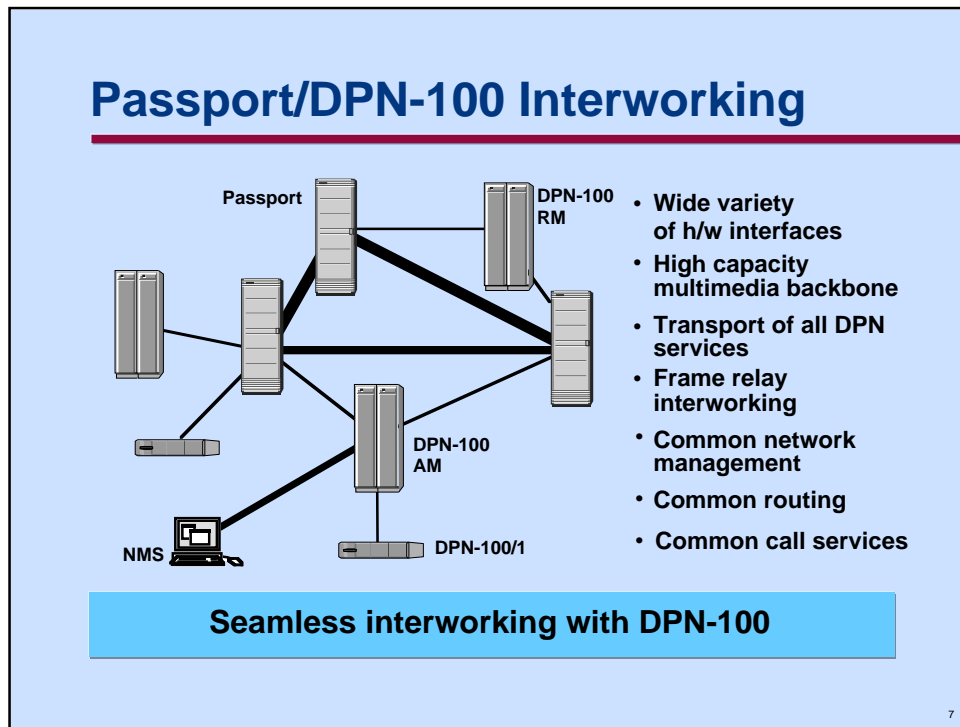 Passport/DPN-100 Interworking
Passport
DPN-100
RM
DPN-100
AM
NMS
DPN-100/1
• Wide variety
of h/w interfaces
• High capacity
multimedia backbone
• Transport of all DPN
services
• Frame relay
interworking
• Common network
management
• Common routing
• Common call services
Seamless interworking with DPN-100
7